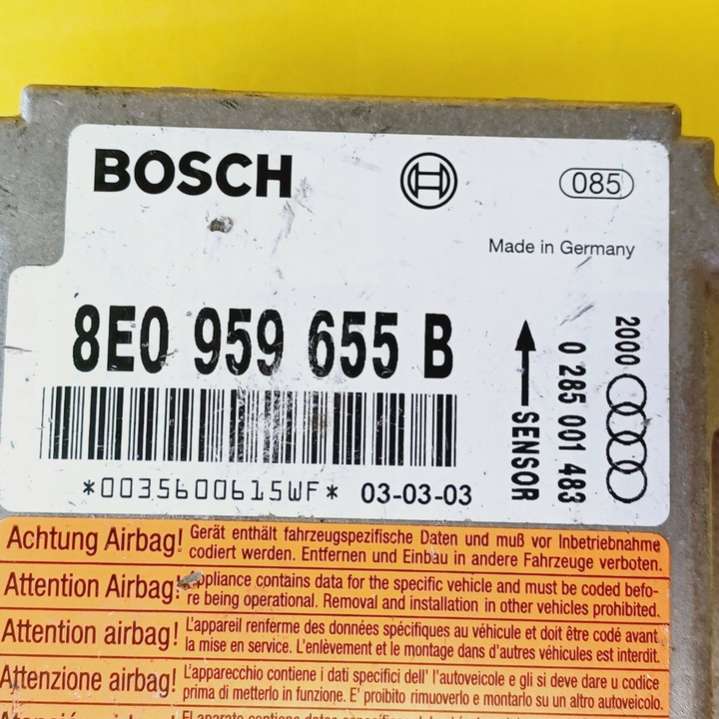 BOSCH
085
Made in Germany
8E0 959 655 B
SENSOR
0 285 001 483
2000
*0035600615WF* 03-03-03
Achtung Airbag! Gerät enthält fahrzeugspezifische Daten und muß vor Inbetriebnahme
codiert werden. Entfernen und Einbau in andere Fahrzeuge verboten.
Attention Airbag! ppliance contains data for the specific vehicle and must be coded befo-
re being operational. Removal and installation in other vehicles prohibited.
Attention airbag! L'appareil renferme des données spécifiques au véhicule et doit être codé avant
la mise en service. L'enlèvement et le montage dans d'autres véhicules est interdit.
Attenzione airbag! L'apparecchio contiene i dati specifici dell' l'autoveicolo e gli si deve dare u codice
prima di metterlo in funzione. E' proibito rimuoverlo e montarlo su un altro autoveicolo.